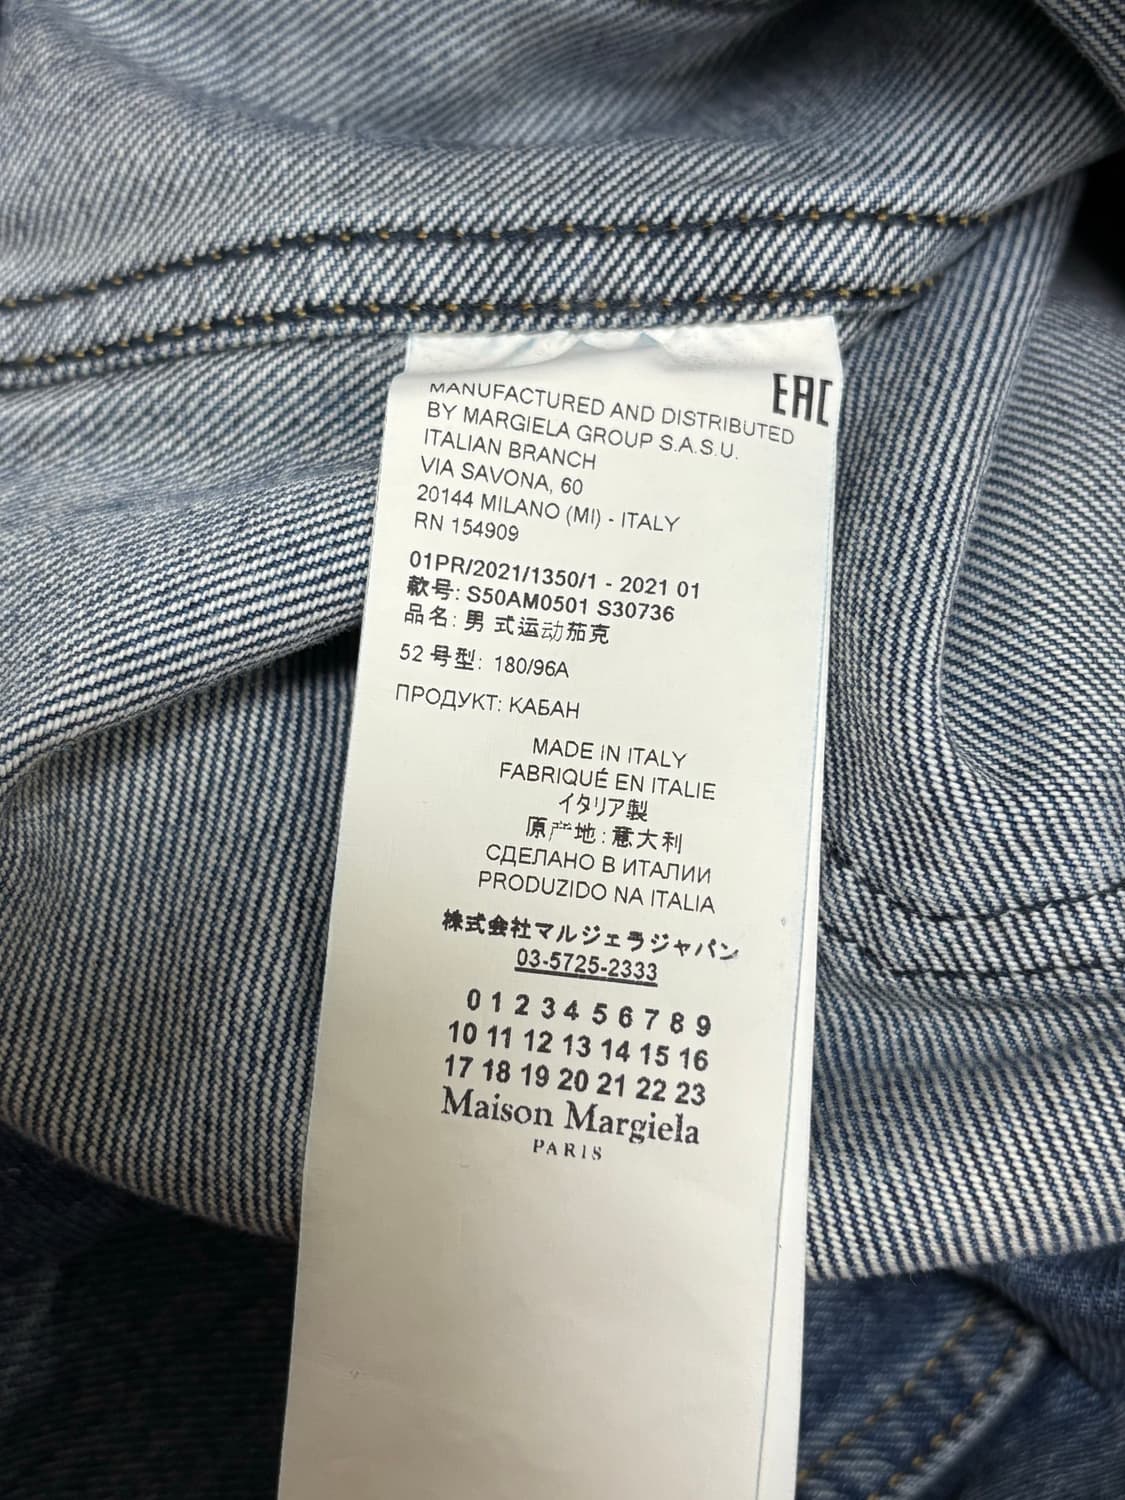 EAC
MANUFACTURED AND DISTRIBUTED
BY MARGIELA GROUP S.A.S.U.
ITALIAN BRANCH
VIA SAVONA, 60
20144 MILANO (MI) - ITALY
RN 154909
01PR/2021/1350/1 - 2021 01
款号: S50AM0501 S30736
品名: 男 式运动茄克
52 号型: 180/96A
ПРОДУКТ: КАБАН
MADE IN ITALY
FABRIQUÉ EN ITALIE
イタリア製
原产地: 意大利
СДЕЛАНО В ИТАЛИИ
PRODUZIDO NA ITALIA
株式会社マルジェラジャパン
03-5725-2333
0 1 2 3 4 5 6 7 8 9
10 11 12 13 14 15 16
17 18 19 20 21 22 23
Maison Margiela
PARIS